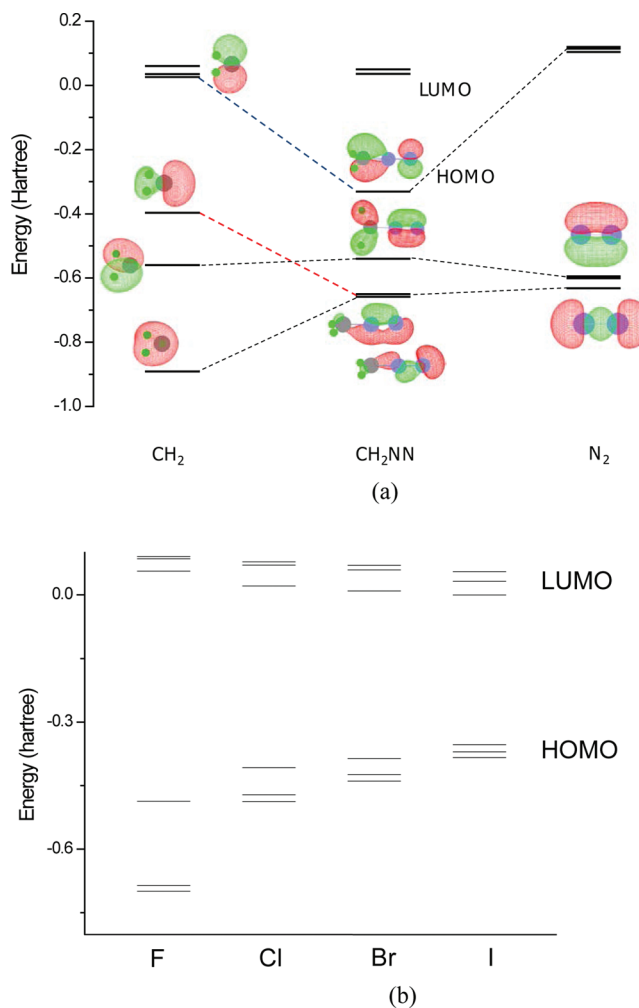 0.2
0.0
-0.2
-0.4
-0.6
-0.8
-1.0
Energy (Hartree)
LUMO
HOMO
CH₂
CH₂NN
N₂
(a)
0.0
-0.3
-0.6
Energy (hartree)
LUMO
HOMO
F
Cl
Br
I
(b)